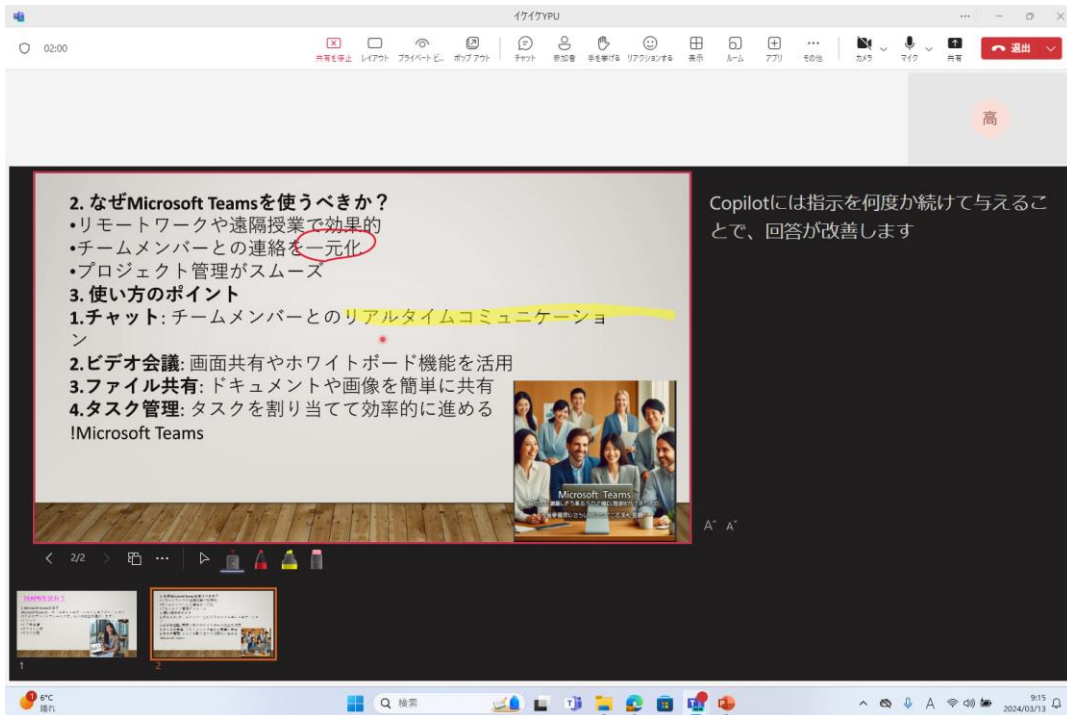 イケイケYPU
02:00
共有を停止 レイアウト プライベート ビ... ポップ アウト チャット 参加者 手を挙げる リアクションする 表示 ルーム アプリ その他 カメラ マイク 共有 退出
高
2. なぜMicrosoft Teamsを使うべきか？
•リモートワークや遠隔授業で効果的
•チームメンバーとの連絡を一元化
•プロジェクト管理がスムーズ
3. 使い方のポイント
1.チャット: チームメンバーとのリアルタイムコミュニケーショ
ン
2.ビデオ会議: 画面共有やホワイトボード機能を活用
3.ファイル共有: ドキュメントや画像を簡単に共有
4.タスク管理: タスクを割り当てて効率的に進める
!Microsoft Teams
Microsoft Teams
Copilotには指示を何度か続けて与えるこ
とで、回答が改善します
A^ A˅
2/2
TEAMSを使おう
1
2
1
6°C
晴れ
検索
A
9:15
2024/03/13